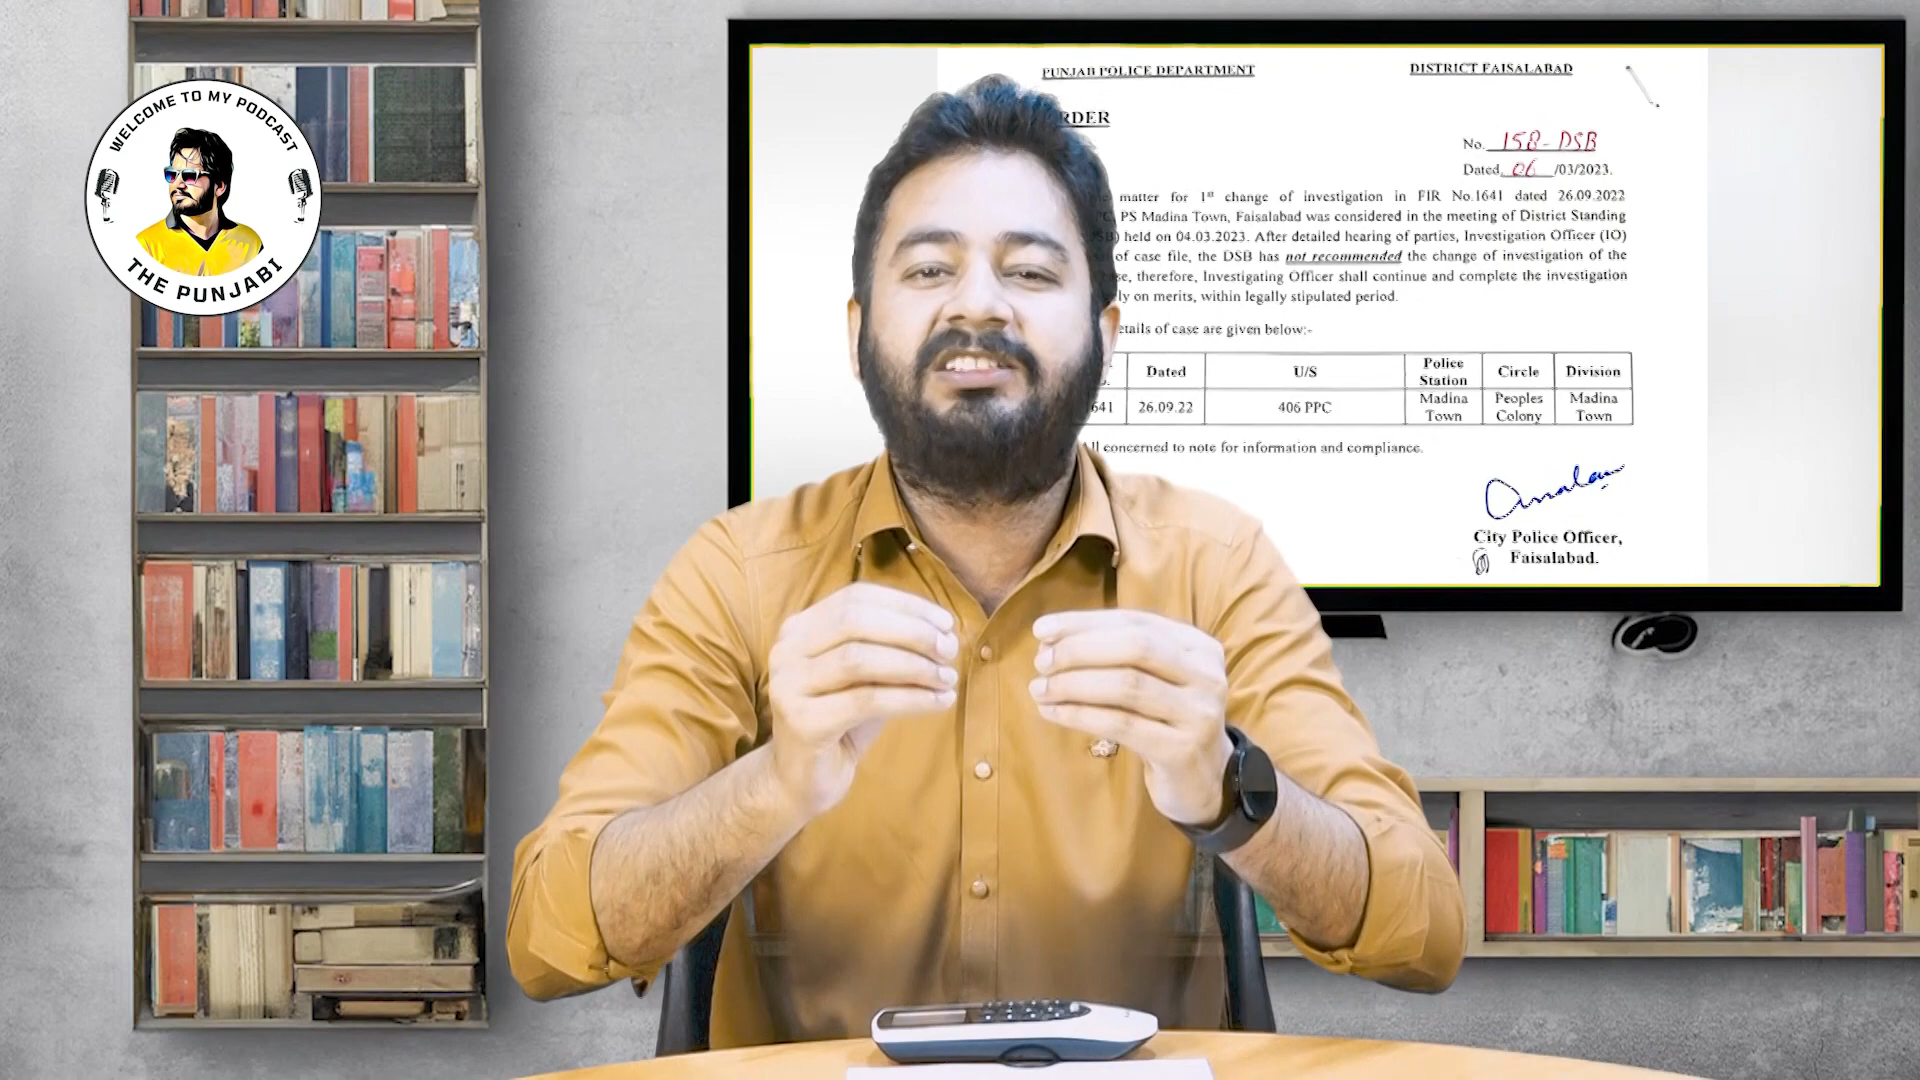 WELCOME TO MY PODCAST
THE PUNJABI
PUNJAB POLICE DEPARTMENT DISTRICT FAISALABAD
RDER
No. 158- DSB
Dated, 06 /03/2023.
matter for 1st change of investigation in FIR No.1641 dated 26.09.2022
PS Madina Town, Faisalabad was considered in the meeting of District Standing
held on 04.03.2023. After detailed hearing of parties, Investigation Officer (IO)
of case file, the DSB has not recommended the change of investigation of the
se, therefore, Investigating Officer shall continue and complete the investigation
ly on merits, within legally stipulated period.
etails of case are given below:-
Dated U/S Police Station Circle Division
641 26.09.22 406 PPC Madina Town Peoples Colony Madina Town
ll concerned to note for information and compliance.
City Police Officer,
Faisalabad.